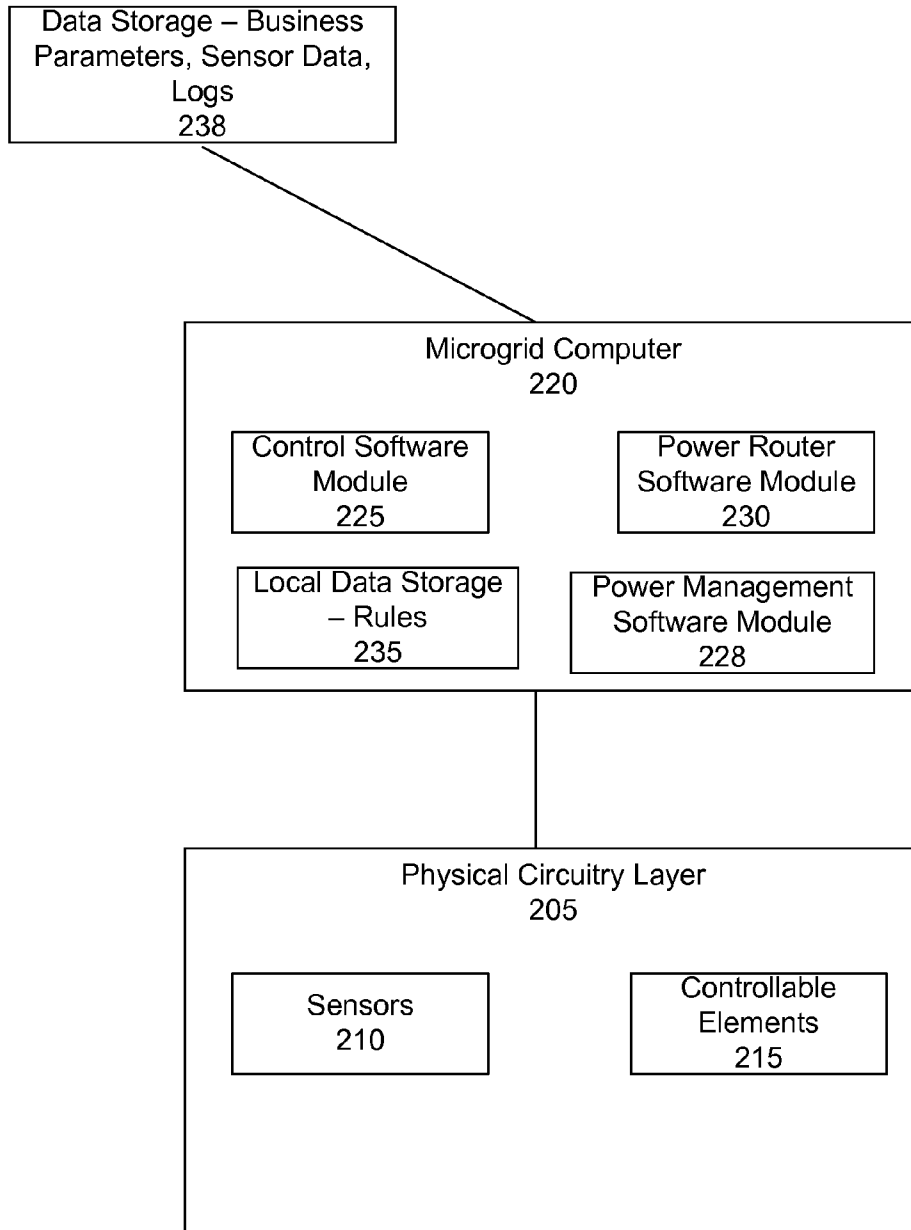 Data Storage – Business
Parameters, Sensor Data,
Logs
238
Microgrid Computer
220
Control Software
Module
225
Power Router
Software Module
230
Local Data Storage
– Rules
235
Power Management
Software Module
228
Physical Circuitry Layer
205
Sensors
210
Controllable
Elements
215